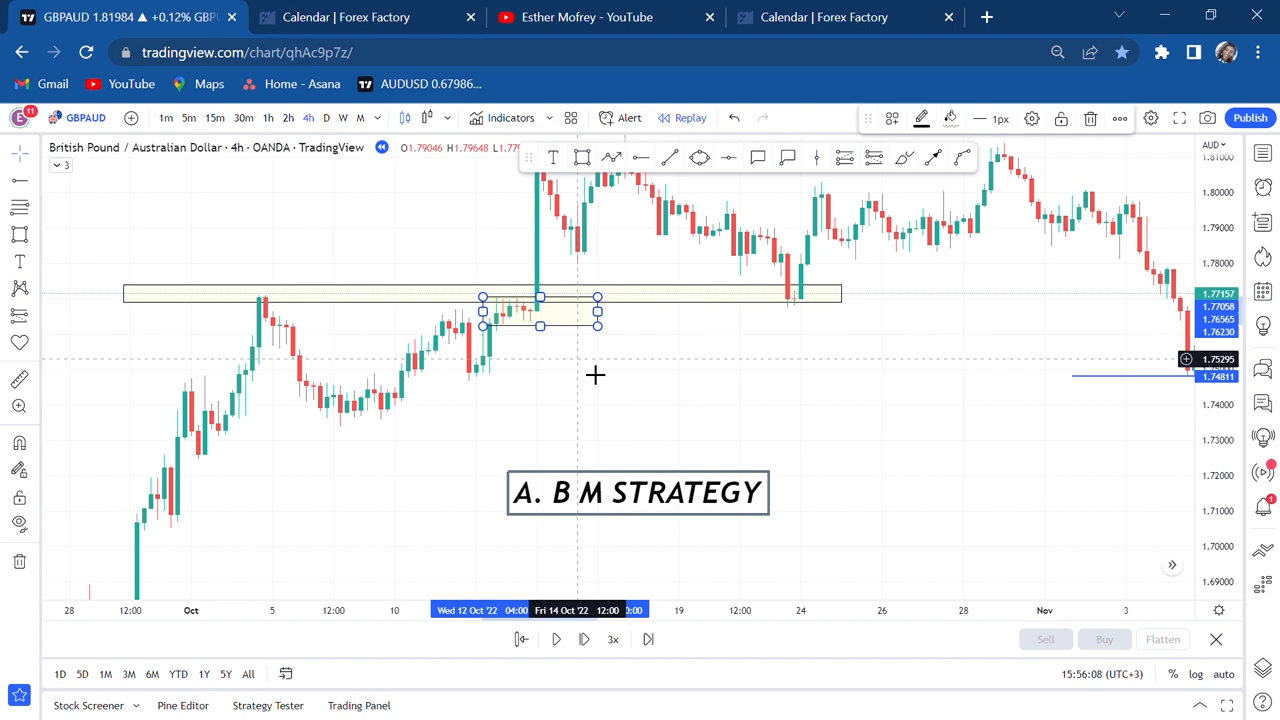 GBPAUD 1.81984 ▲ +0.12% GBP
Calendar | Forex Factory
Esther Mofrey - YouTube
Calendar | Forex Factory
tradingview.com/chart/qhAc9p7z/
Gmail
YouTube
Maps
Home - Asana
AUDUSD 0.67986...
E 11
GBPAUD
1m 5m 15m 30m 1h 2h 4h D W M
Indicators
Alert
Replay
1px
Publish
British Pound / Australian Dollar · 4h · OANDA · TradingView
O1.79046 H1.79648 L1.77
3
AUD
1.81000
1.80000
1.79000
1.78000
1.77157
1.77058
1.76565
1.76230
1.75295
1.74811
1.74000
1.73000
1.72000
1.71000
1.70000
1.69000
A. B M STRATEGY
28 12:00 Oct 5 12:00 10 Wed 12 Oct '22 04:00 Fri 14 Oct '22 12:00 0:00 19 12:00 24 26 28 Nov 3
3x
Sell
Buy
Flatten
1D 5D 1M 3M 6M YTD 1Y 5Y All
15:56:08 (UTC+3)
% log auto
Stock Screener
Pine Editor
Strategy Tester
Trading Panel
1